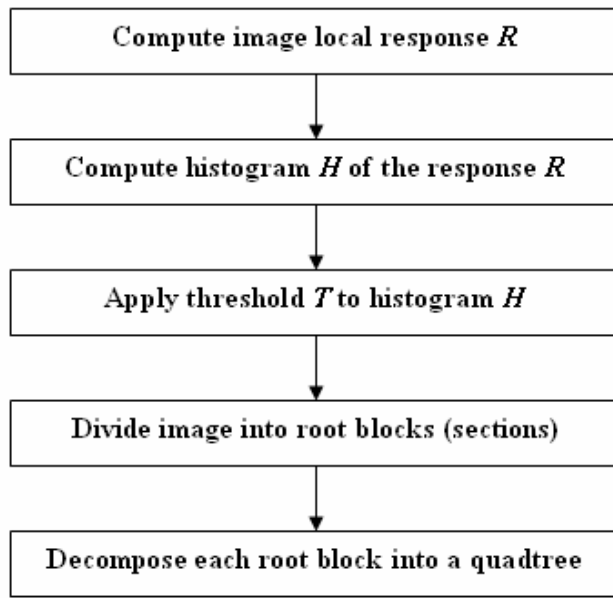 Compute image local response R
Compute histogram H of the response R
Apply threshold T to histogram H
Divide image into root blocks (sections)
Decompose each root block into a quadtree